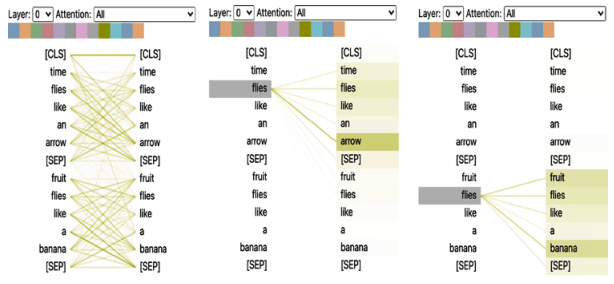 Layer: 0 Attention: All
[CLS] [CLS]
time time
flies flies
like like
an an
arrow arrow
[SEP] [SEP]
fruit fruit
flies flies
like like
a a
banana banana
[SEP] [SEP]
Layer: 0 Attention: All
[CLS] [CLS]
time time
flies flies
like like
an an
arrow arrow
[SEP] [SEP]
fruit fruit
flies flies
like like
a a
banana banana
[SEP] [SEP]
Layer: 0 Attention: All
[CLS] [CLS]
time time
flies flies
like like
an an
arrow arrow
[SEP] [SEP]
fruit fruit
flies flies
like like
a a
banana banana
[SEP] [SEP]